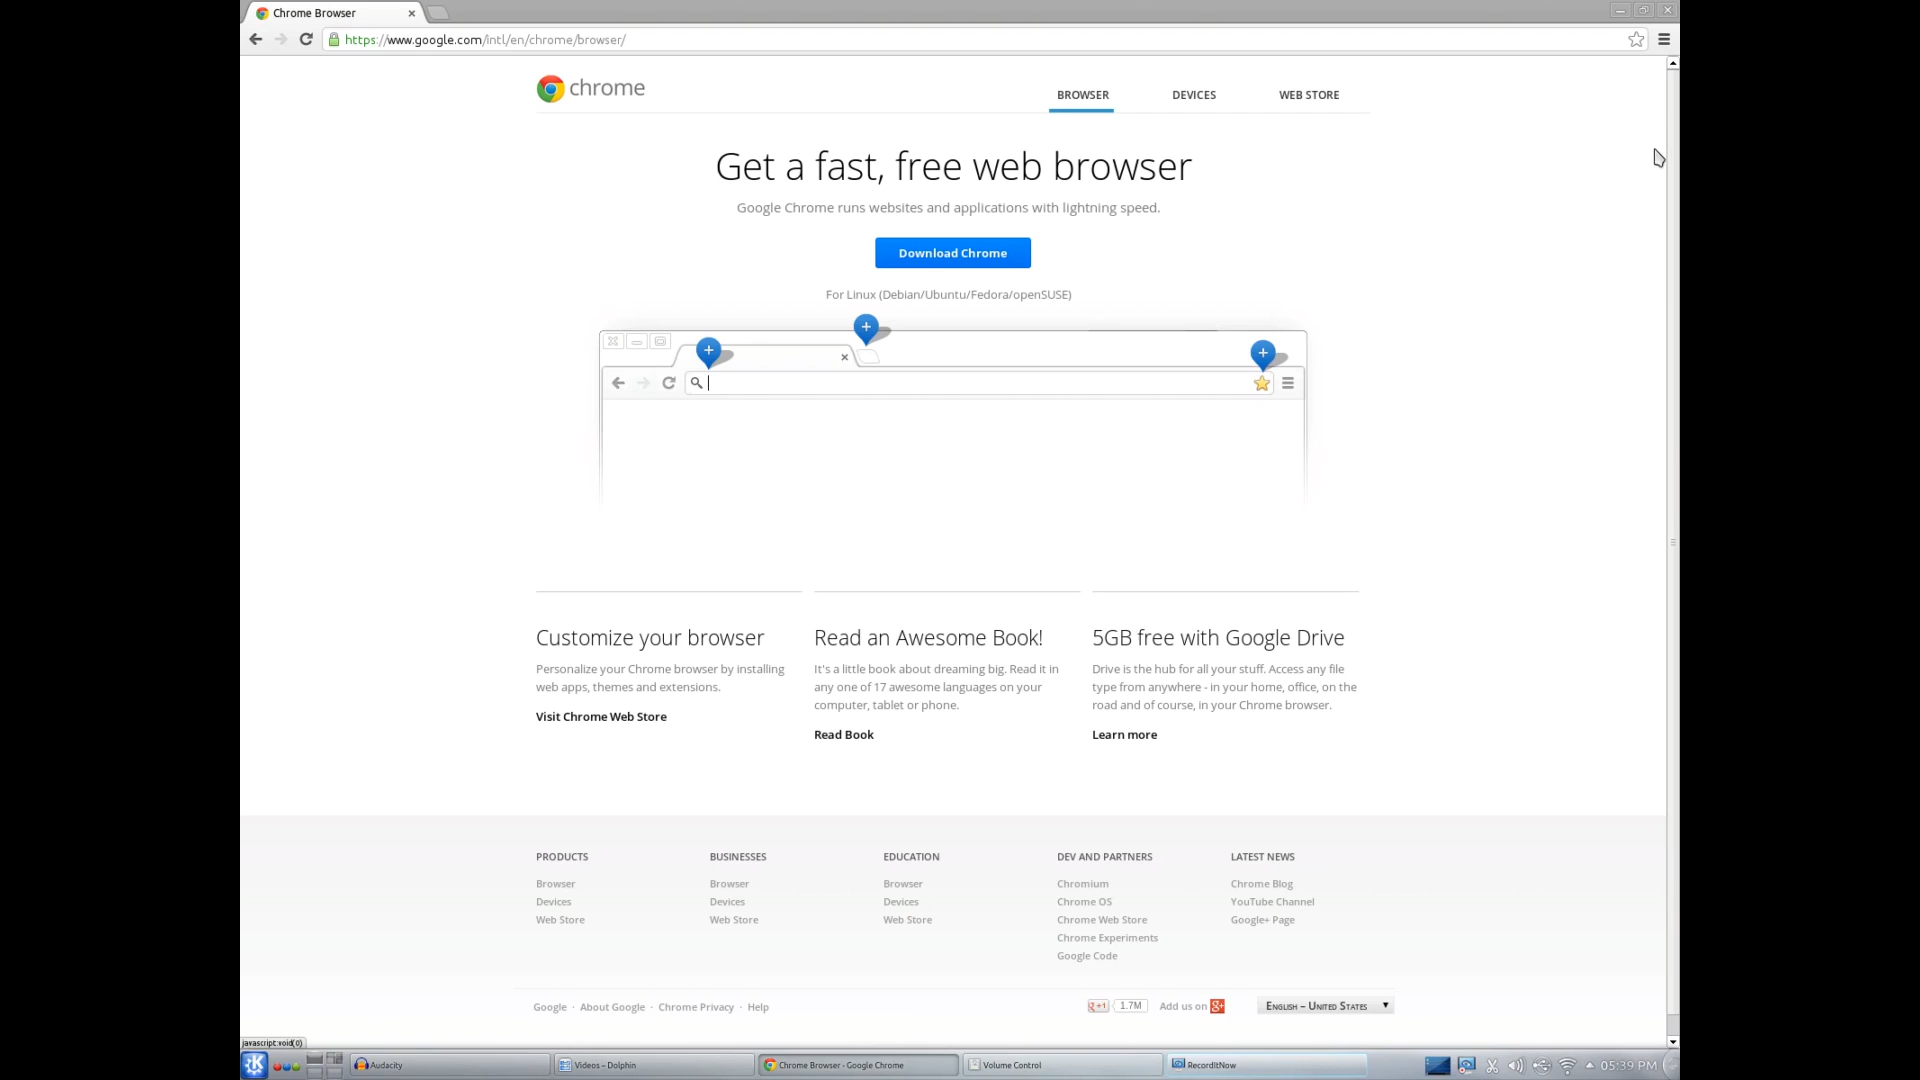 Chrome Browser
https://www.google.com/intl/en/chrome/browser/
chrome
BROWSER
DEVICES
WEB STORE
Get a fast, free web browser
Google Chrome runs websites and applications with lightning speed.
Download Chrome
For Linux (Debian/Ubuntu/Fedora/openSUSE)
Customize your browser
Personalize your Chrome browser by installing
web apps, themes and extensions.
Visit Chrome Web Store
Read an Awesome Book!
It's a little book about dreaming big. Read it in
any one of 17 awesome languages on your
computer, tablet or phone.
Read Book
5GB free with Google Drive
Drive is the hub for all your stuff. Access any file
type from anywhere - in your home, office, on the
road and of course, in your Chrome browser.
Learn more
PRODUCTS
Browser
Devices
Web Store
BUSINESSES
Browser
Devices
Web Store
EDUCATION
Browser
Devices
Web Store
DEV AND PARTNERS
Chromium
Chrome OS
Chrome Web Store
Chrome Experiments
Google Code
LATEST NEWS
Chrome Blog
YouTube Channel
Google+ Page
Google · About Google · Chrome Privacy · Help
g +1
1.7M
Add us on g+
English – United States
javascript:void(0)
Audacity
Videos – Dolphin
Chrome Browser - Google Chrome
Volume Control
RecordItNow
05:39 PM